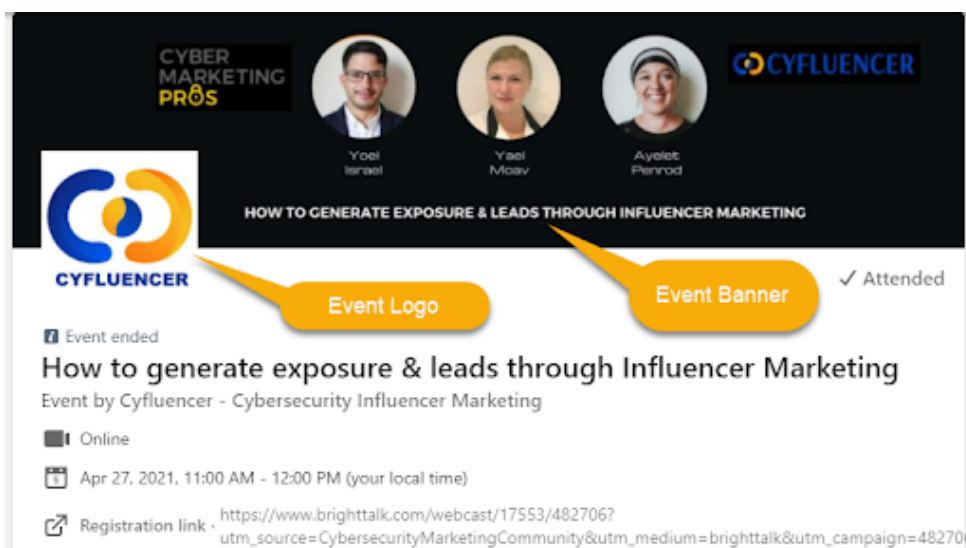 CYBER
MARKETING
PROS
CYFLUENCER
Yoel
Israel
Yael
Moav
Ayelet
Penrod
HOW TO GENERATE EXPOSURE & LEADS THROUGH INFLUENCER MARKETING
CYFLUENCER
Event Logo
Event Banner
✓ Attended
Event ended
How to generate exposure & leads through Influencer Marketing
Event by Cyfluencer - Cybersecurity Influencer Marketing
Online
Apr 27, 2021, 11:00 AM - 12:00 PM (your local time)
Registration link · https://www.brighttalk.com/webcast/17553/482706?
utm_source=CybersecurityMarketingCommunity&utm_medium=brighttalk&utm_campaign=48270